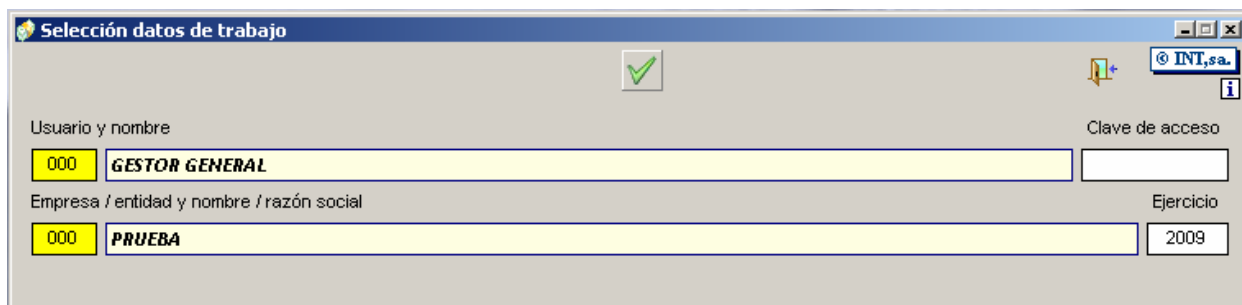 Selección datos de trabajo
© INT,sa.
i
Usuario y nombre Clave de acceso
000 GESTOR GENERAL
Empresa / entidad y nombre / razón social Ejercicio
000 PRUEBA 2009